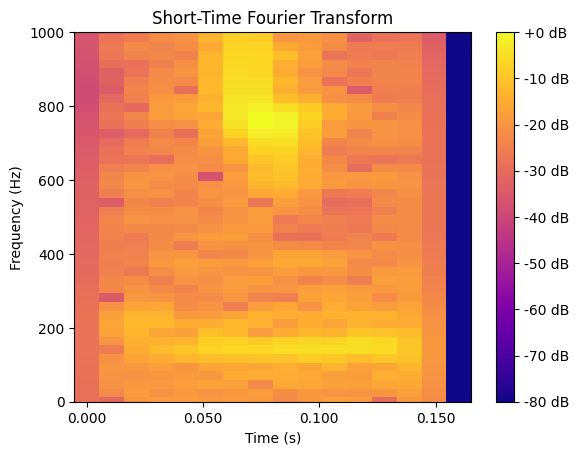 Short-Time Fourier Transform
Frequency (Hz)
1000
800
600
400
200
0
0.000
0.050
0.100
0.150
Time (s)
+0 dB
-10 dB
-20 dB
-30 dB
-40 dB
-50 dB
-60 dB
-70 dB
-80 dB